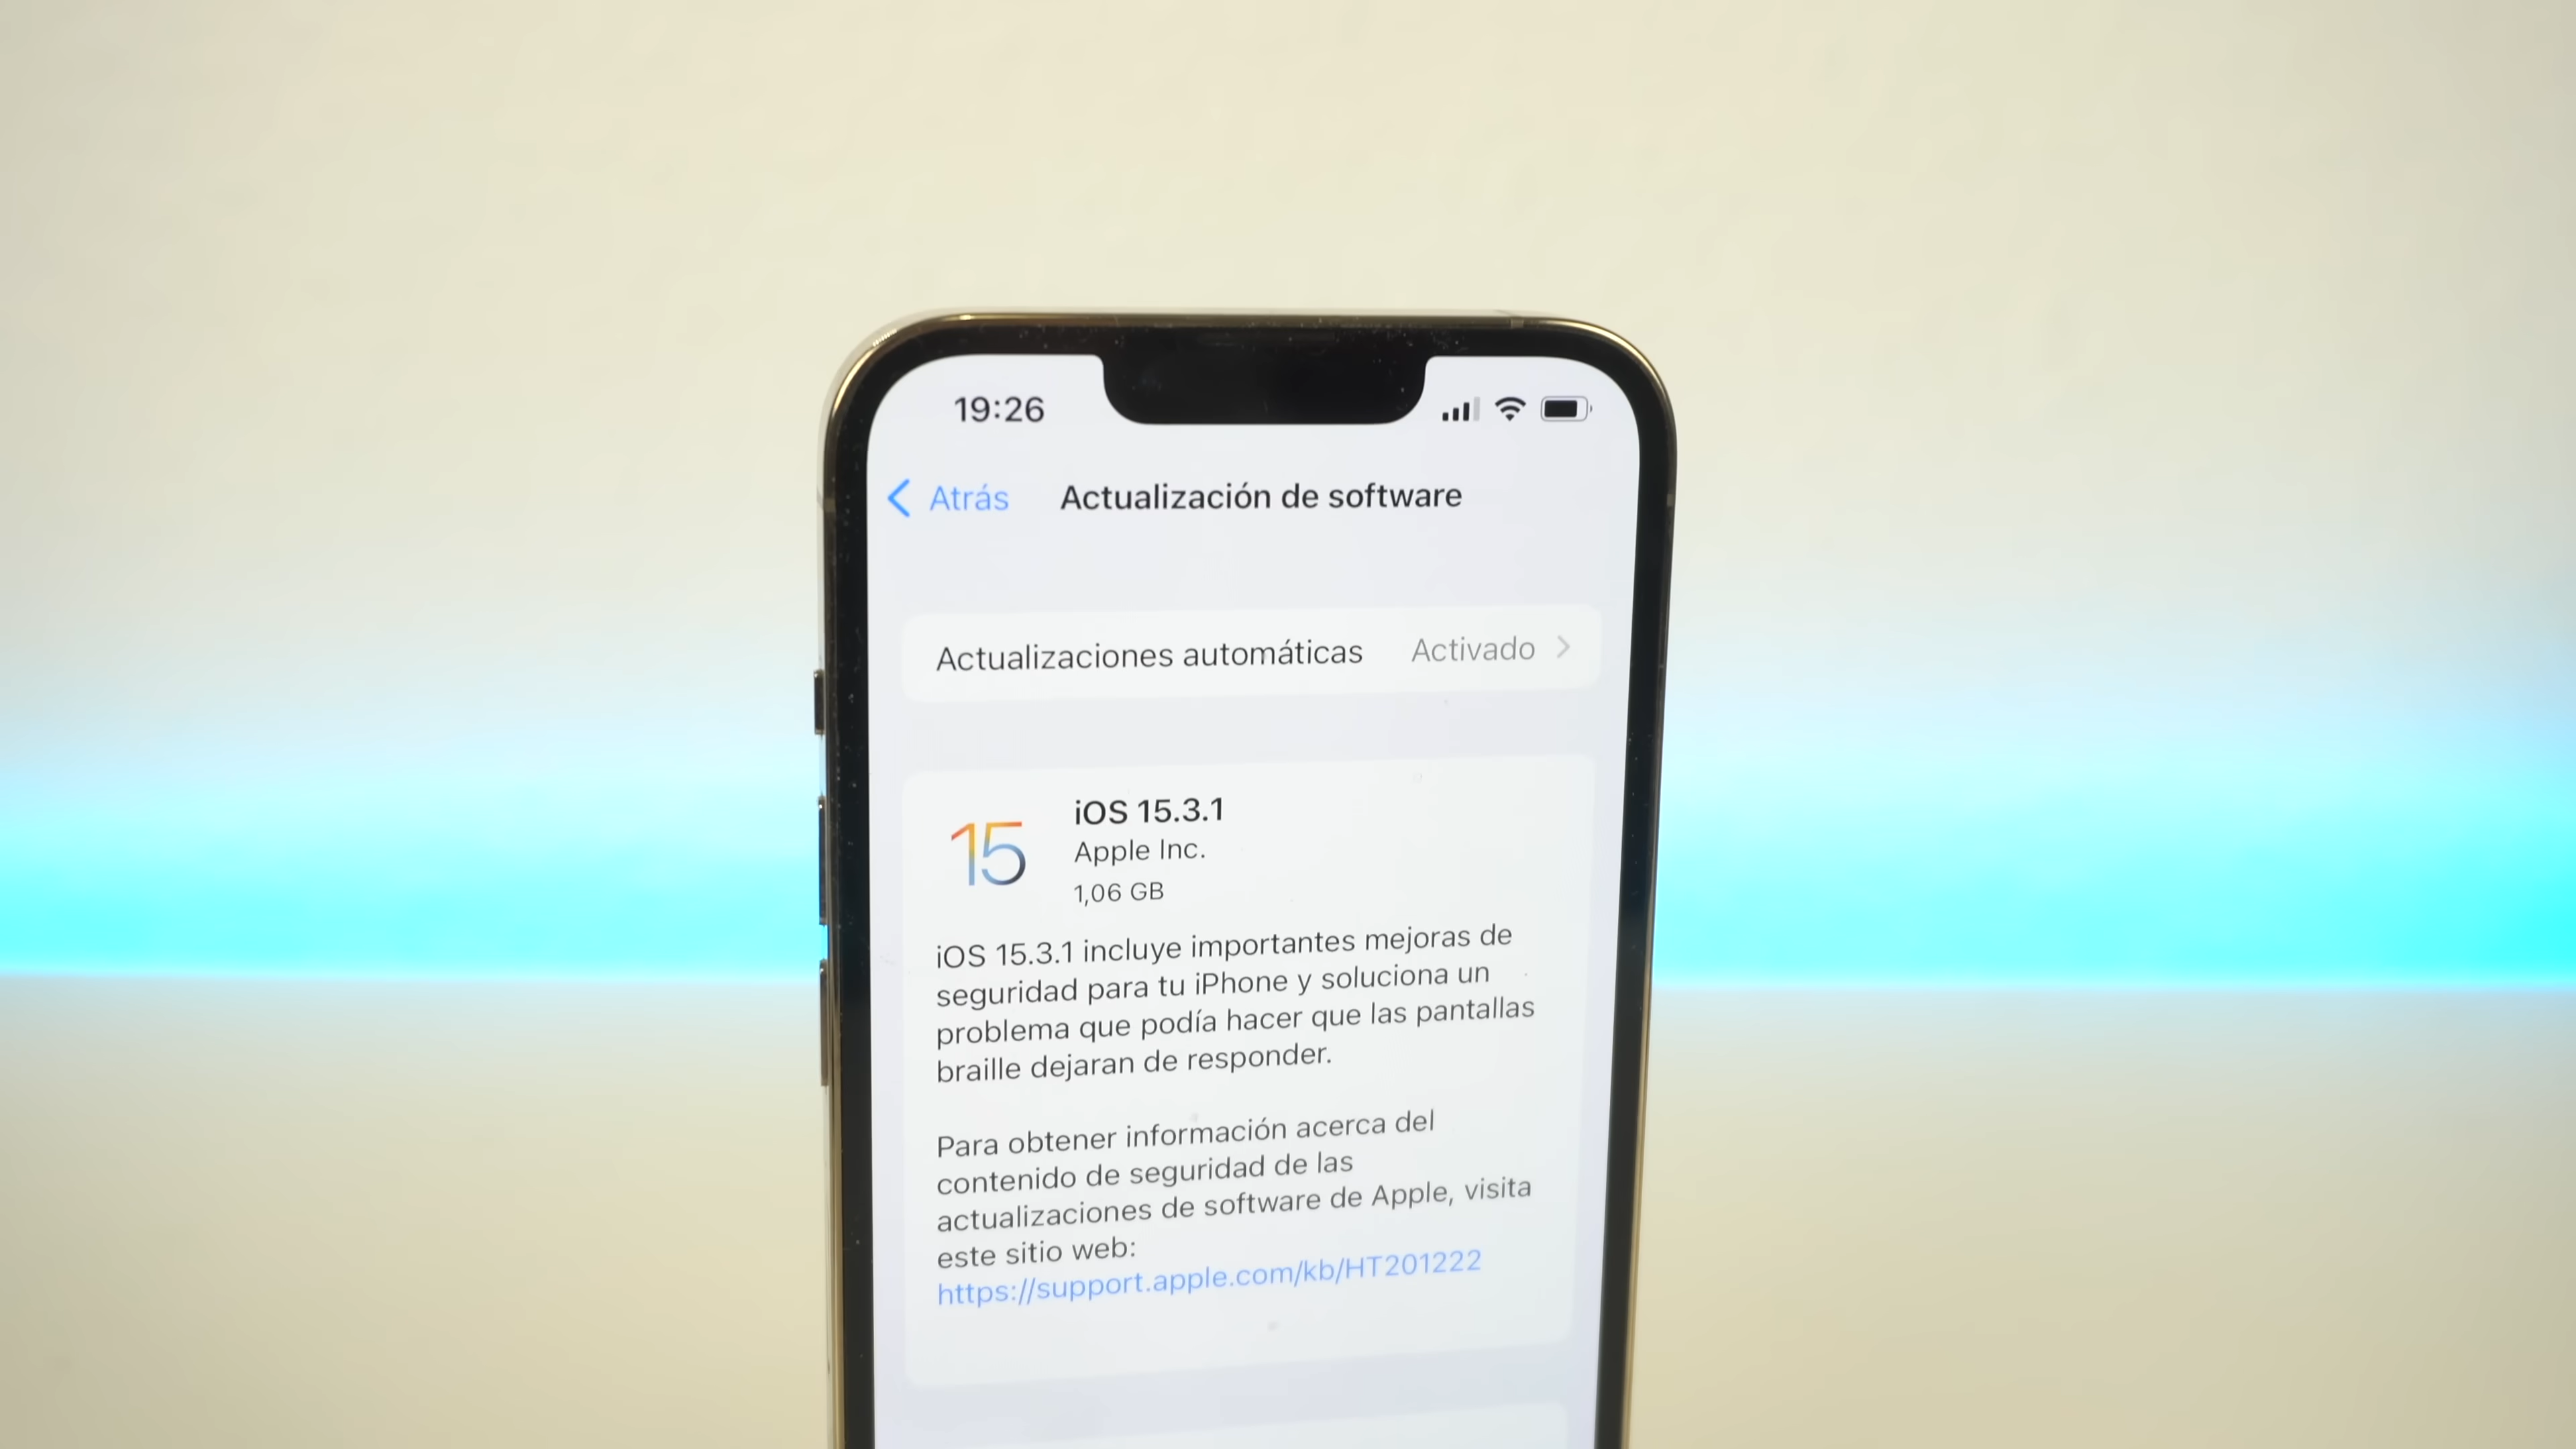 19:26
Atrás Actualización de software
Actualizaciones automáticas Activado
15
iOS 15.3.1
Apple Inc.
1,06 GB
iOS 15.3.1 incluye importantes mejoras de
seguridad para tu iPhone y soluciona un
problema que podía hacer que las pantallas
braille dejaran de responder.
Para obtener información acerca del
contenido de seguridad de las
actualizaciones de software de Apple, visita
este sitio web:
https://support.apple.com/kb/HT201222